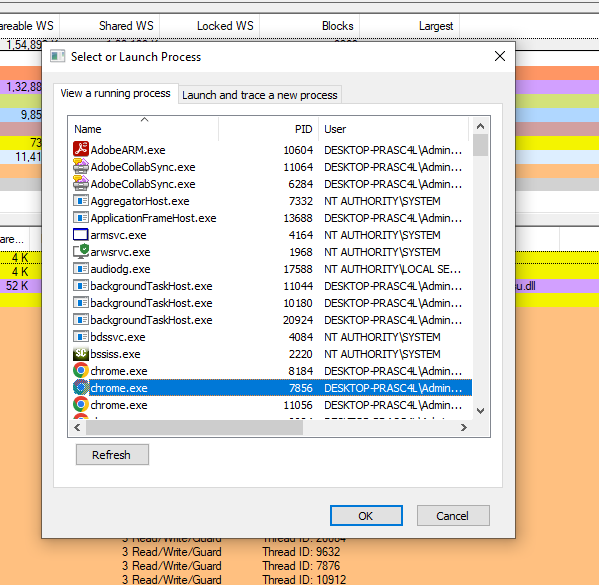 areable WS Shared WS Locked WS Blocks Largest
1,54,89
Select or Launch Process
1,32,88
View a running process Launch and trace a new process
9,85
Name PID User
73
AdobeARM.exe 10604 DESKTOP-PRASC4L\Admin...
11,41
AdobeCollabSync.exe 11064 DESKTOP-PRASC4L\Admin...
AdobeCollabSync.exe 6284 DESKTOP-PRASC4L\Admin...
AggregatorHost.exe 7332 NT AUTHORITY\SYSTEM
ApplicationFrameHost.exe 13688 DESKTOP-PRASC4L\Admin...
are... armsvc.exe 4164 NT AUTHORITY\SYSTEM
4 K arwsrvc.exe 1968 NT AUTHORITY\SYSTEM
4 K audiodg.exe 17588 NT AUTHORITY\LOCAL SE...
52 K backgroundTaskHost.exe 11044 DESKTOP-PRASC4L\Admin... u.dll
backgroundTaskHost.exe 10180 DESKTOP-PRASC4L\Admin...
backgroundTaskHost.exe 20924 DESKTOP-PRASC4L\Admin...
bdssvc.exe 4084 NT AUTHORITY\SYSTEM
bssiss.exe 2220 NT AUTHORITY\SYSTEM
chrome.exe 8184 DESKTOP-PRASC4L\Admin...
chrome.exe 7856 DESKTOP-PRASC4L\Admin...
chrome.exe 11056 DESKTOP-PRASC4L\Admin...
Refresh
OK Cancel
3 Read/Write/Guard Thread ID: 20684
3 Read/Write/Guard Thread ID: 9632
3 Read/Write/Guard Thread ID: 7876
3 Read/Write/Guard Thread ID: 10912